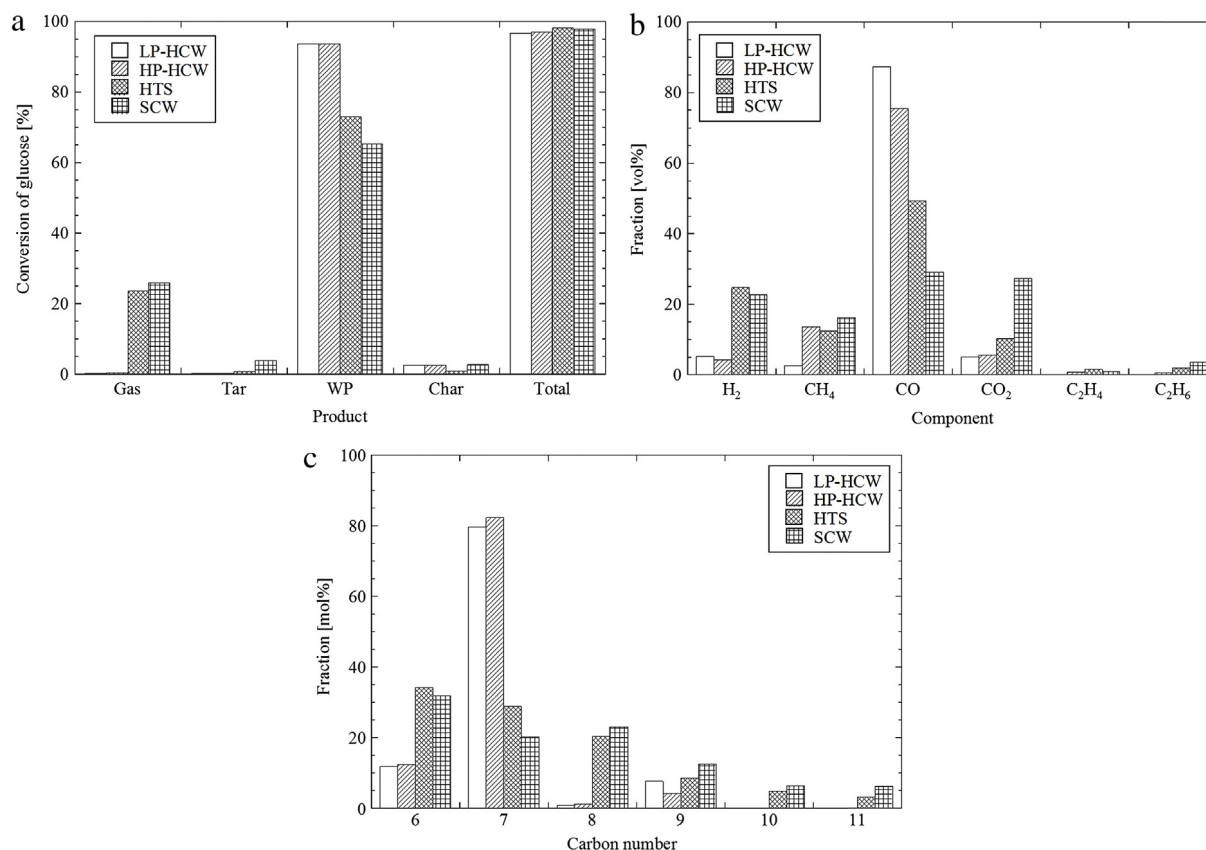 a
Conversion of glucose [%]
100
80
60
40
20
0
LP-HCW
HP-HCW
HTS
SCW
Gas Tar WP Char Total
Product
b
Fraction [vol%]
100
80
60
40
20
0
LP-HCW
HP-HCW
HTS
SCW
H₂ CH₄ CO CO₂ C₂H₄ C₂H₆
Component
c
Fraction [mol%]
100
80
60
40
20
0
LP-HCW
HP-HCW
HTS
SCW
6 7 8 9 10 11
Carbon number